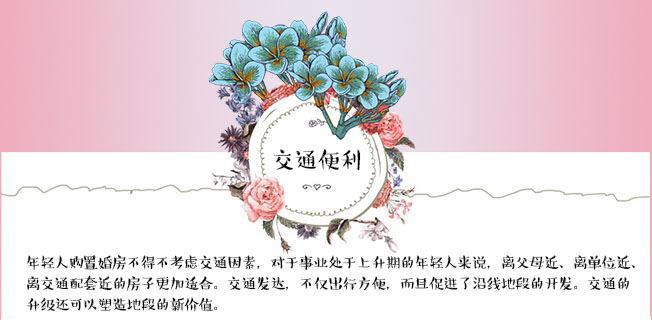 交通便利
年轻人购置婚房不得不考虑交通因素，对于事业处于上升期的年轻人来说，离父母近、离单位近、
离交通配套近的房子更加适合。交通发达，不仅出行方便，而且促进了沿线地段的开发。交通的
升级还可以塑造地段的新价值。